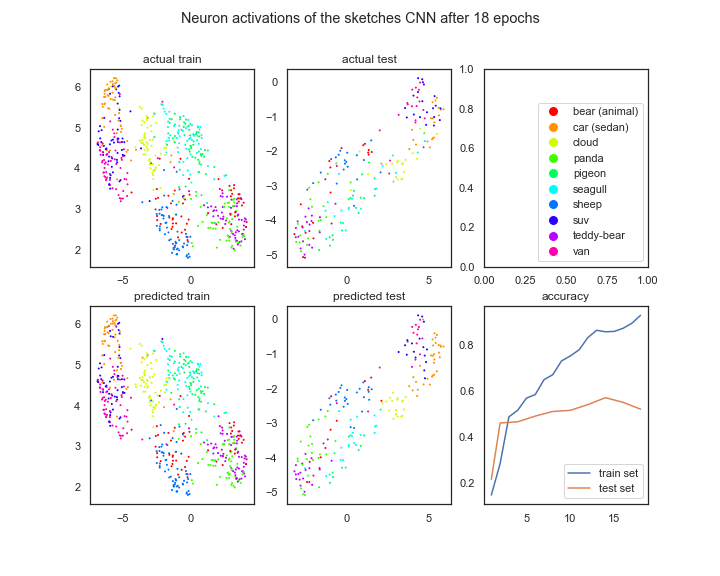 Neuron activations of the sketches CNN after 18 epochs
actual train
6
5
4
3
2
−5
0
actual test
0
−1
−2
−3
−4
−5
0
5
1.0
0.8
0.6
0.4
0.2
0.0
0.00
0.25
0.50
0.75
1.00
bear (animal)
car (sedan)
cloud
panda
pigeon
seagull
sheep
suv
teddy-bear
van
predicted train
6
5
4
3
2
−5
0
predicted test
0
−1
−2
−3
−4
−5
0
5
accuracy
0.8
0.6
0.4
0.2
5
10
15
train set
test set